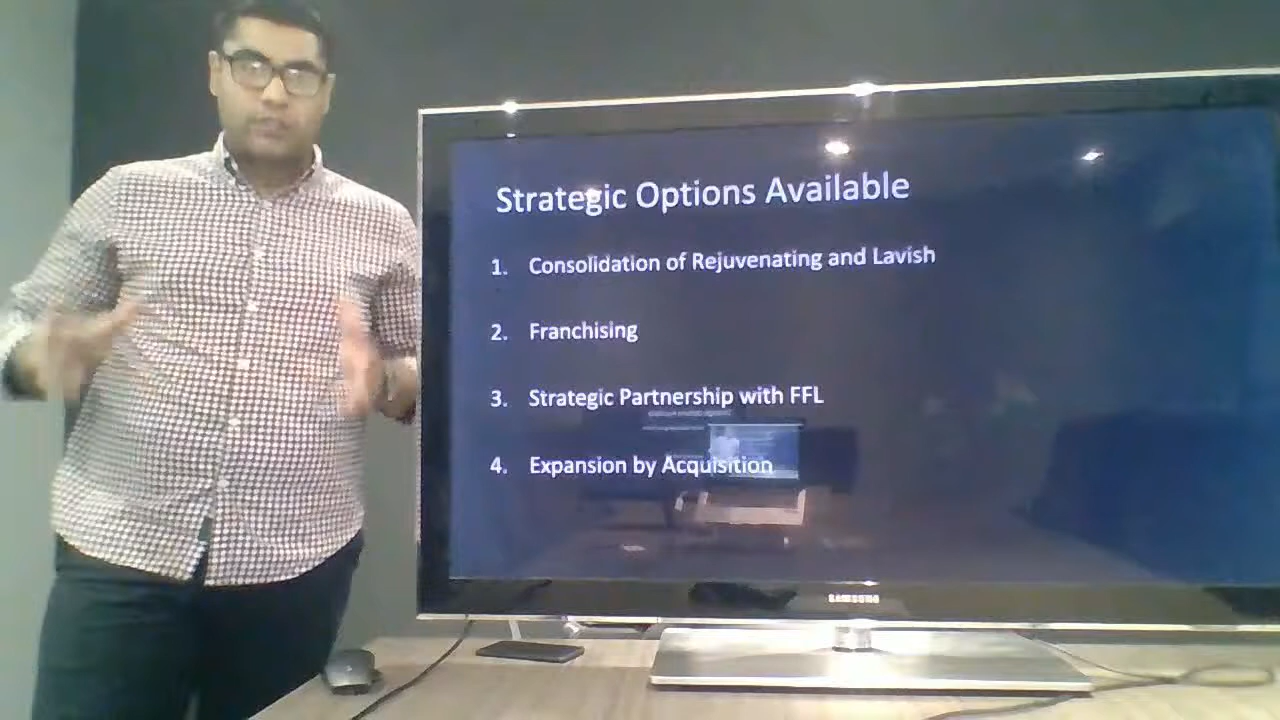 Strategic Options Available
1. Consolidation of Rejuvenating and Lavish
2. Franchising
3. Strategic Partnership with FFL
4. Expansion by Acquisition
SAMSUNG